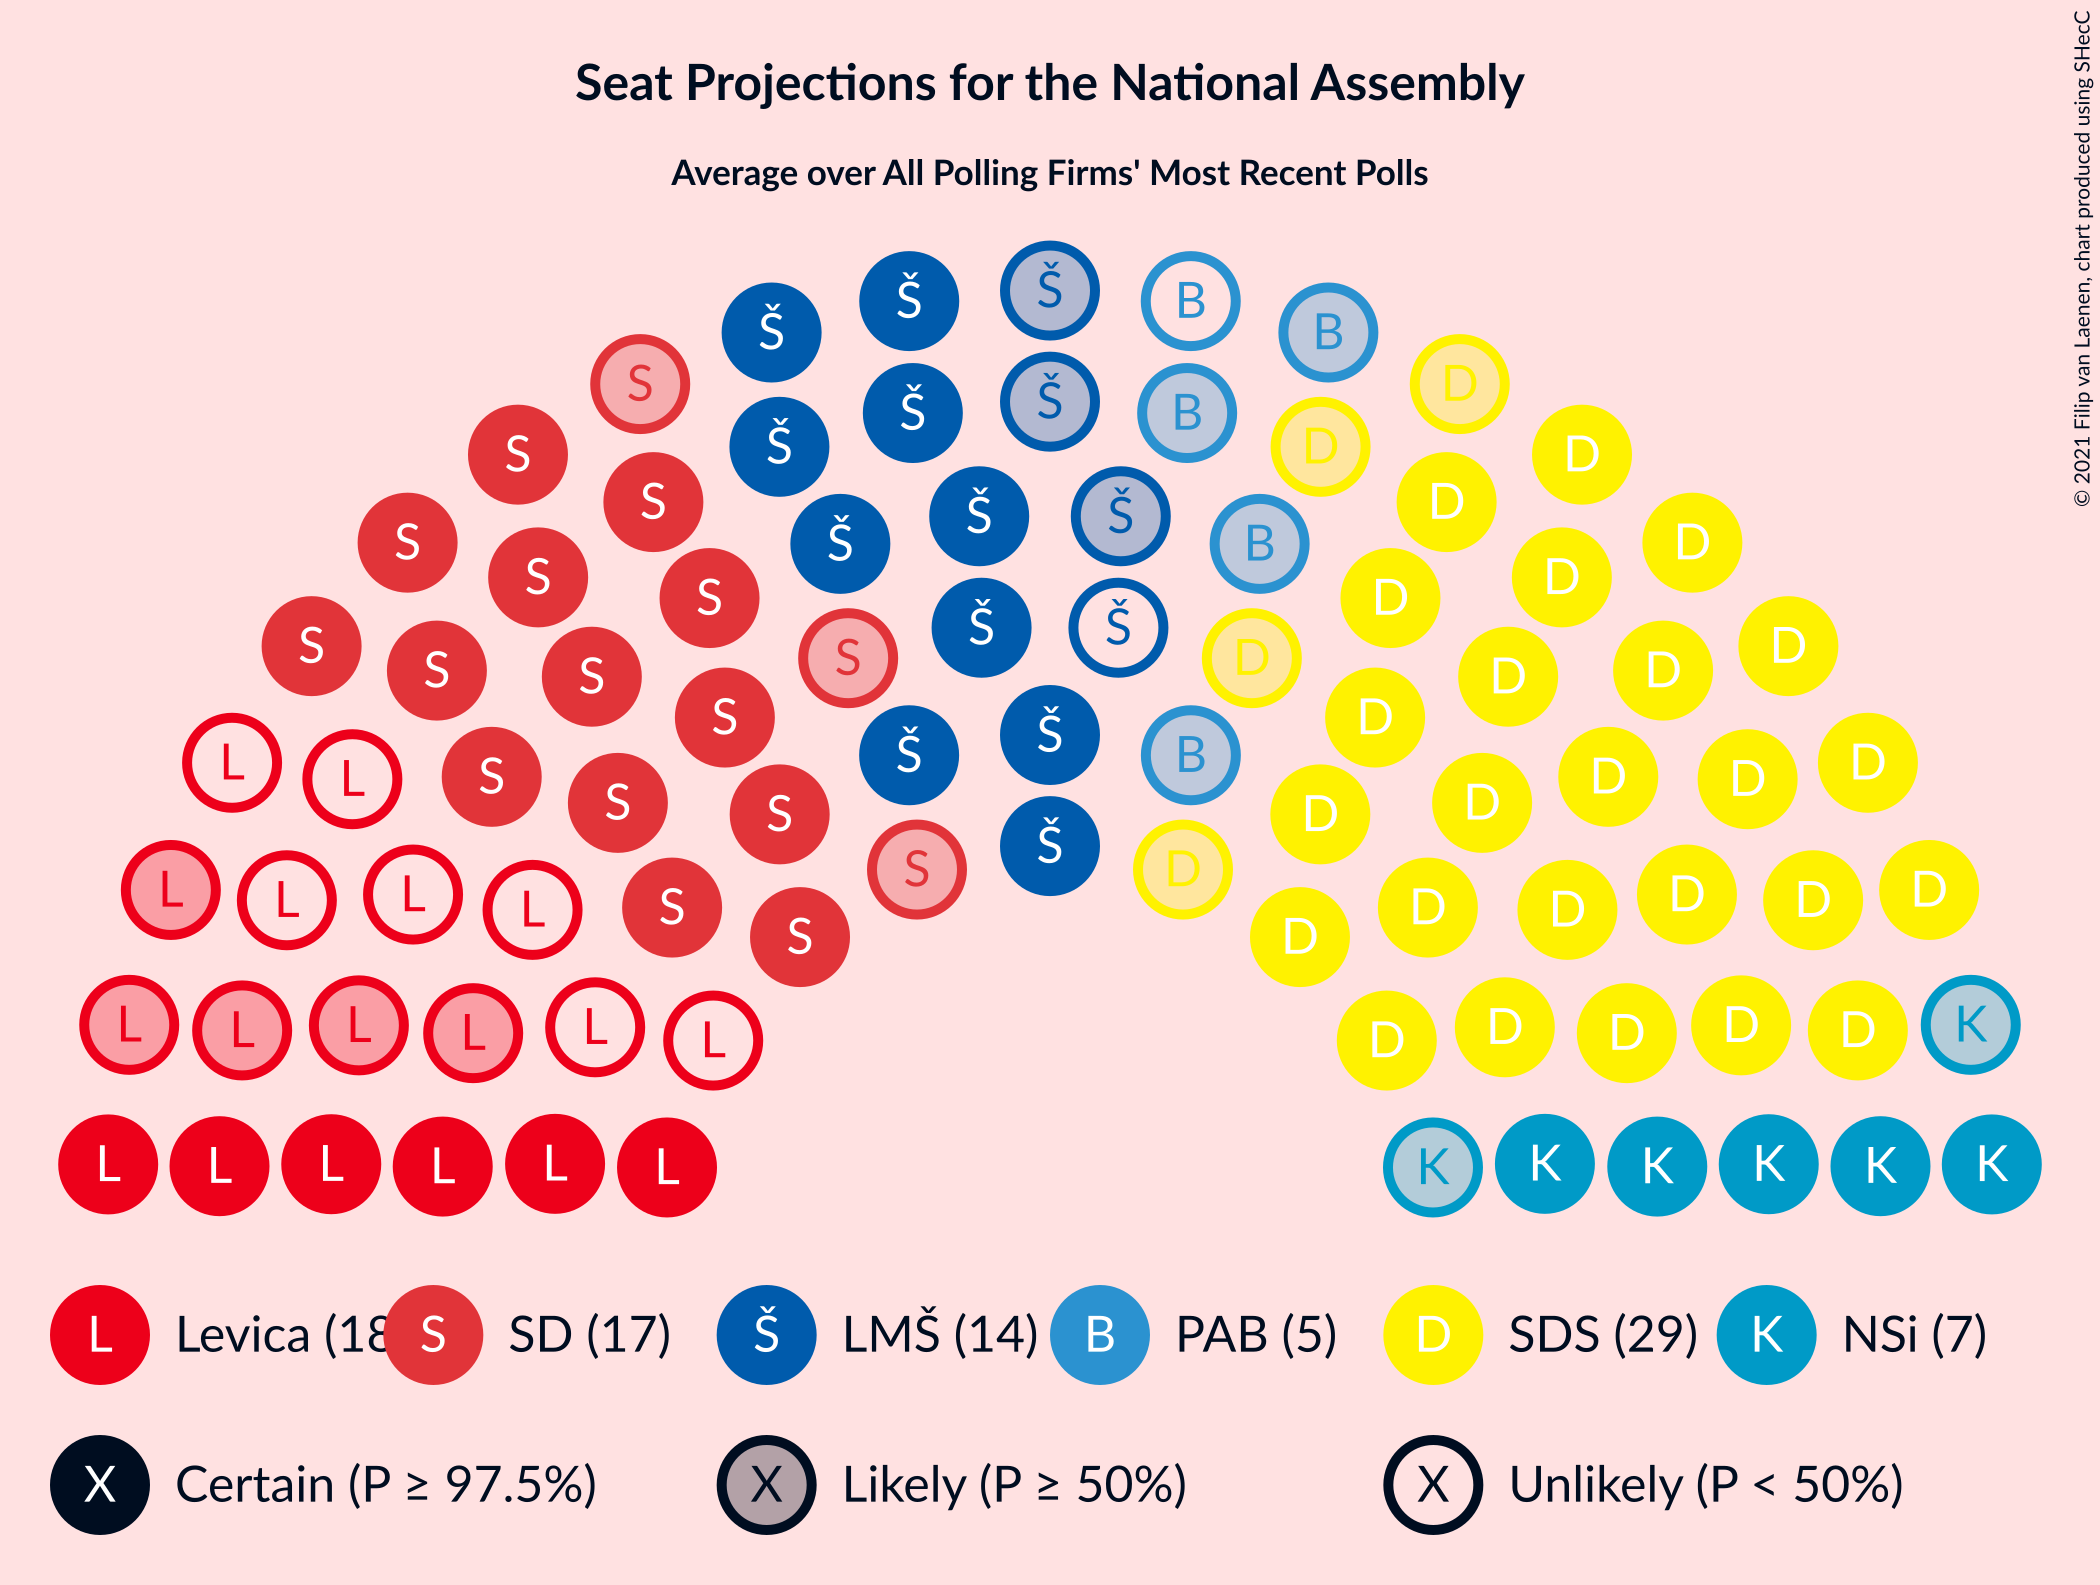 Seat Projections for the National Assembly
Average over All Polling Firms' Most Recent Polls
© 2021 Filip van Laenen, chart produced using SHecC
Š Š Š B B
S Š Š Š B D D
S S Š Š Š B D D
S S S Š Š Š B D D D
S S S S S Š Š Š D D D D D
L L S S S Š Š B D D D D D
L L L L S S S S Š D D D D D D D
L L L L L L D D D D D K
L L L L L L K K K K K K
L Levica (18 S SD (17) Š LMŠ (14) B PAB (5) D SDS (29) K NSi (7)
X Certain (P ≥ 97.5%) X Likely (P ≥ 50%) X Unlikely (P < 50%)